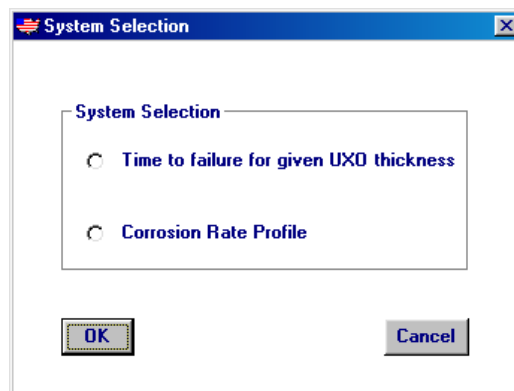 System Selection
System Selection
Time to failure for given UXO thickness
Corrosion Rate Profile
OK
Cancel